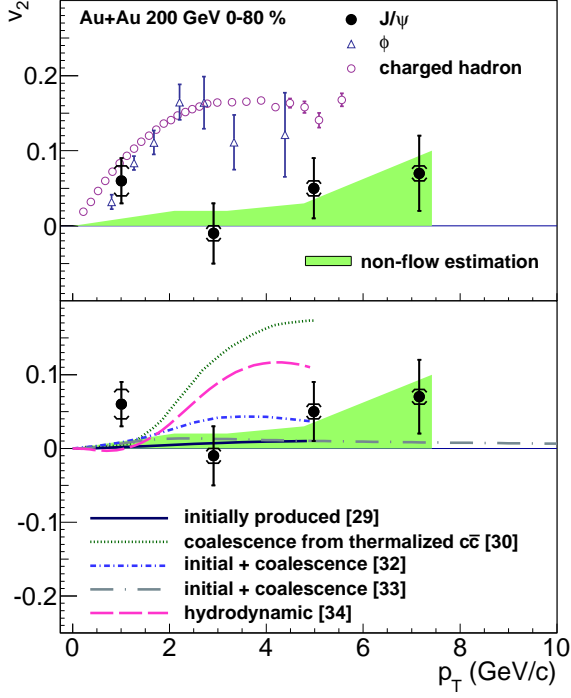 v2
Au+Au 200 GeV 0-80 %
J/ψ
ϕ
charged hadron
0.2
0.1
0
non-flow estimation
0.1
0
-0.1
-0.2
initially produced [29]
coalescence from thermalized cc̅ [30]
initial + coalescence [32]
initial + coalescence [33]
hydrodynamic [34]
0 2 4 6 8 10
pT (GeV/c)